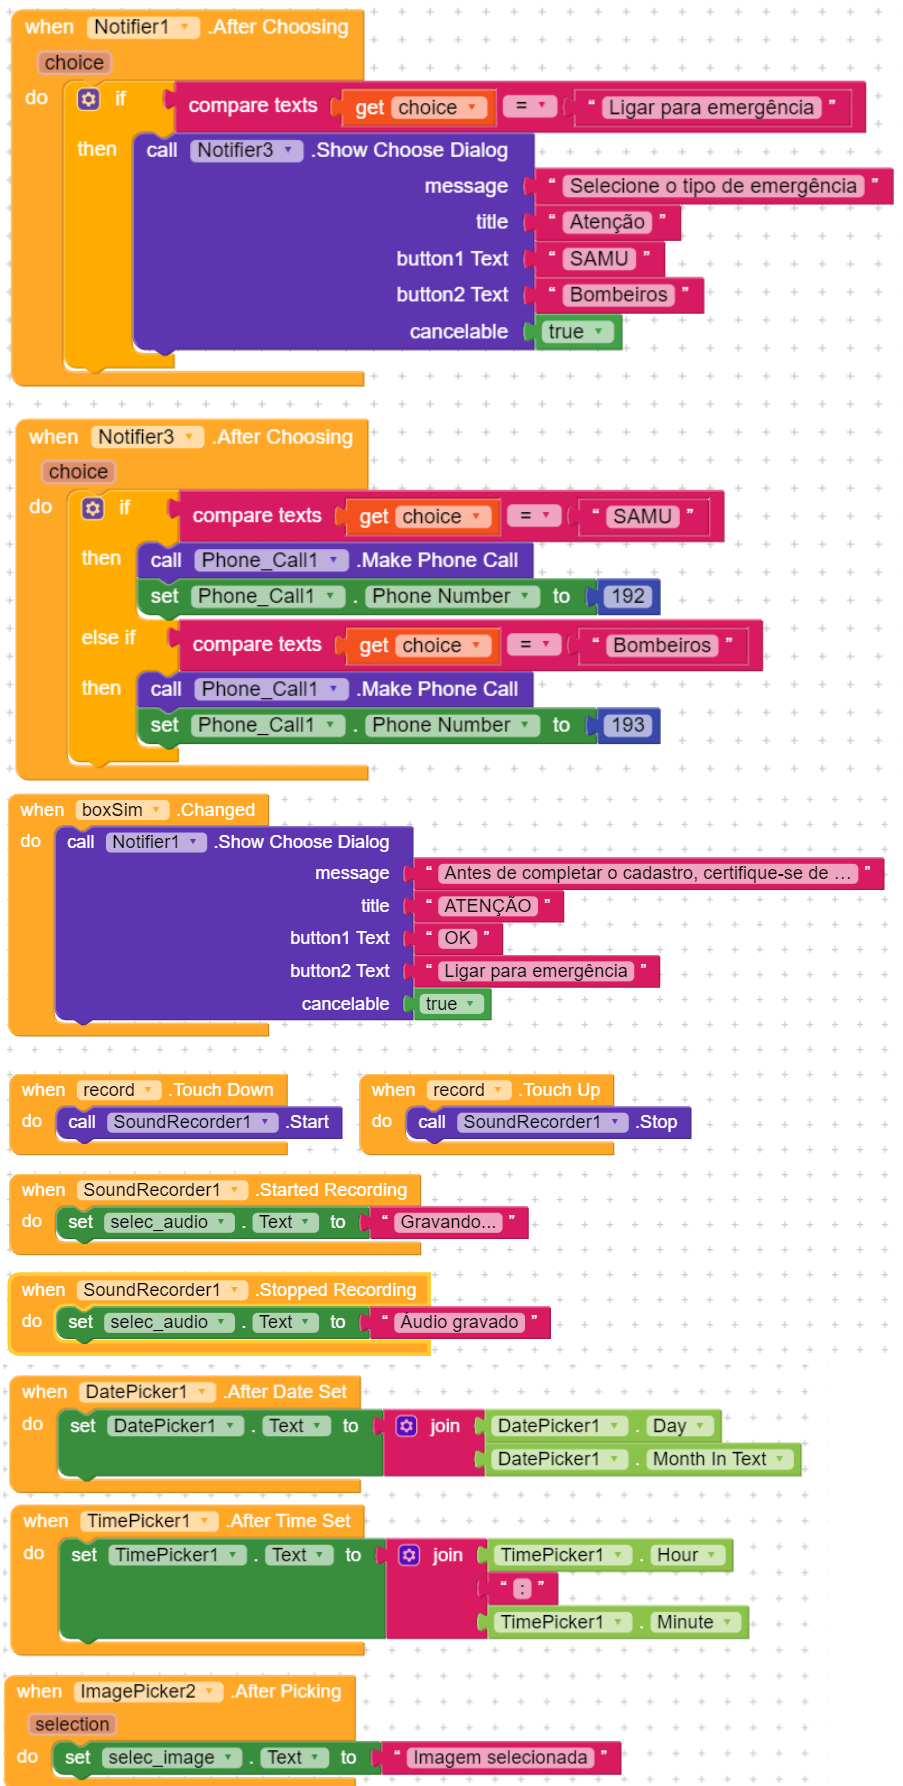 when Notifier1 .After Choosing
choice
do if compare texts get choice = “ Ligar para emergência ”
then call Notifier3 .Show Choose Dialog
message “ Selecione o tipo de emergência ”
title “ Atenção ”
button1 Text “ SAMU ”
button2 Text “ Bombeiros ”
cancelable true
when Notifier3 .After Choosing
choice
do if compare texts get choice = “ SAMU ”
then call Phone_Call1 .Make Phone Call
set Phone_Call1 . Phone Number to 192
else if compare texts get choice = “ Bombeiros ”
then call Phone_Call1 .Make Phone Call
set Phone_Call1 . Phone Number to 193
when boxSim .Changed
do call Notifier1 .Show Choose Dialog
message “ Antes de completar o cadastro, certifique-se de ... ”
title “ ATENÇÃO ”
button1 Text “ OK ”
button2 Text “ Ligar para emergência ”
cancelable true
when record .Touch Down
do call SoundRecorder1 .Start
when record .Touch Up
do call SoundRecorder1 .Stop
when SoundRecorder1 .Started Recording
do set selec_audio . Text to “ Gravando... ”
when SoundRecorder1 .Stopped Recording
do set selec_audio . Text to “ Áudio gravado ”
when DatePicker1 .After Date Set
do set DatePicker1 . Text to join DatePicker1 . Day
DatePicker1 . Month In Text
when TimePicker1 .After Time Set
do set TimePicker1 . Text to join TimePicker1 . Hour
“ : ”
TimePicker1 . Minute
when ImagePicker2 .After Picking
selection
do set selec_image . Text to “ Imagem selecionada ”